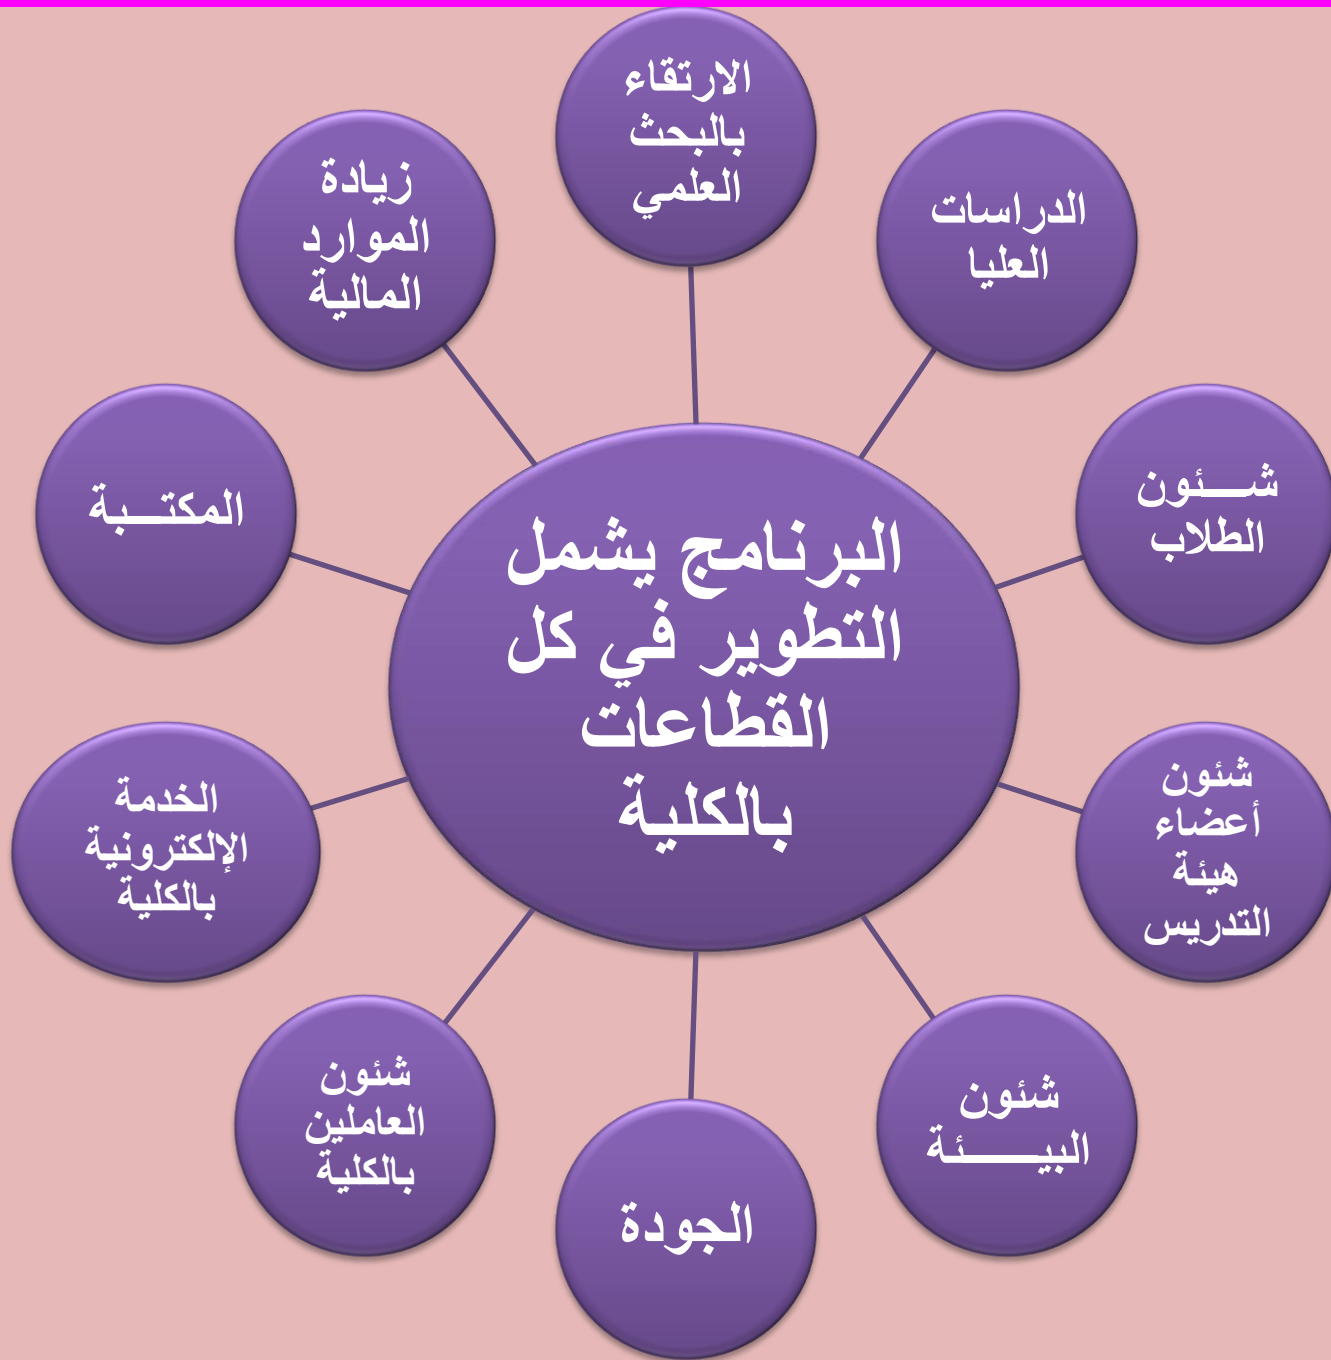 الارتقاء
بالبحث
العلمي
الدراسات
العليا
شـــئون
الطلاب
شئون
أعضاء
هيئة
التدريس
شئون
البيـــــئة
الجودة
شئون
العاملين
بالكلية
الخدمة
الإلكترونية
بالكلية
المكتـــبة
زيادة
الموارد
المالية
البرنامج يشمل
التطوير في كل
القطاعات
بالكلية